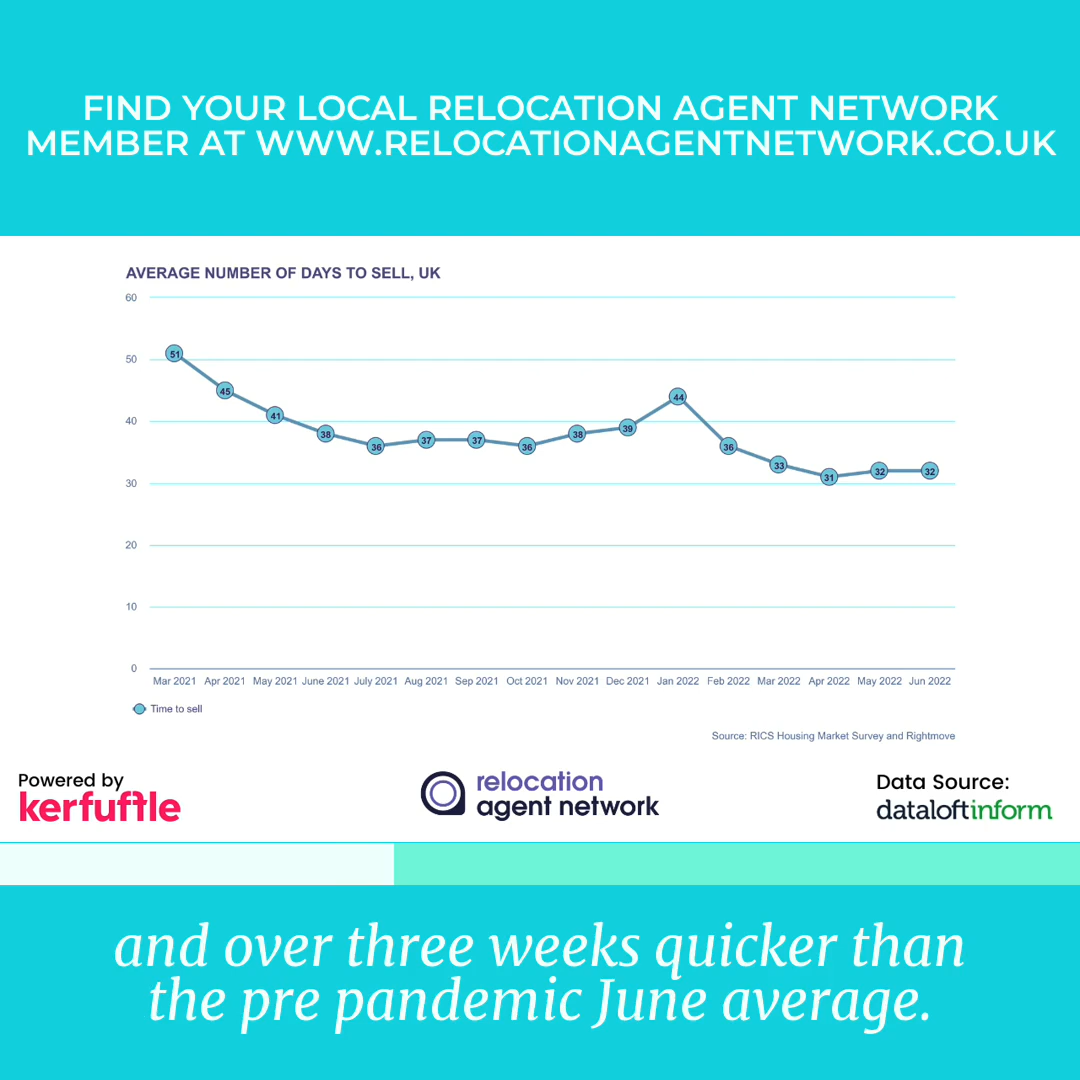 FIND YOUR LOCAL RELOCATION AGENT NETWORK
MEMBER AT WWW.RELOCATIONAGENTNETWORK.CO.UK
AVERAGE NUMBER OF DAYS TO SELL, UK
60
50
40
30
20
10
0
51
45
41
38
36
37
37
36
38
39
44
36
33
31
32
32
Mar 2021 Apr 2021 May 2021 June 2021 July 2021 Aug 2021 Sep 2021 Oct 2021 Nov 2021 Dec 2021 Jan 2022 Feb 2022 Mar 2022 Apr 2022 May 2022 Jun 2022
Time to sell
Source: RICS Housing Market Survey and Rightmove
Powered by
kerfuffle
relocation
agent network
Data Source:
dataloftinform
and over three weeks quicker than
the pre pandemic June average.